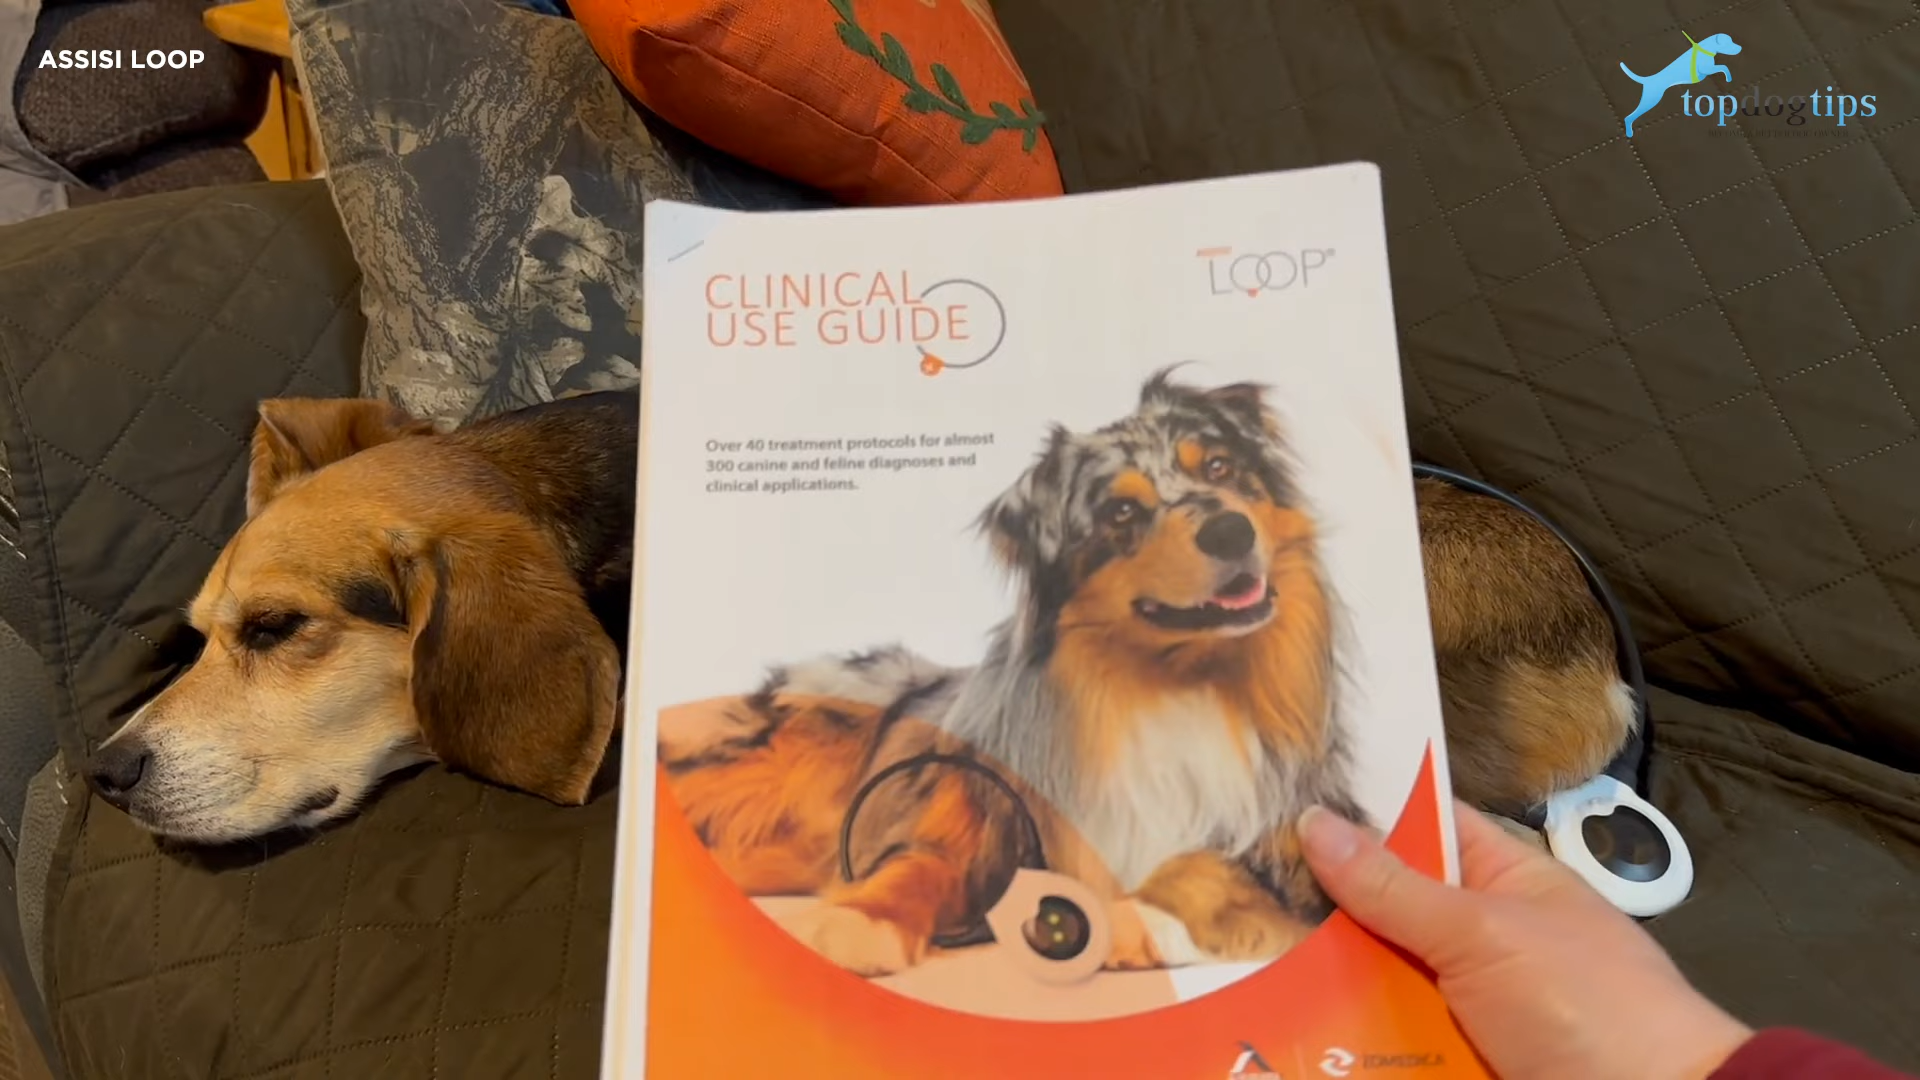 ASSISI LOOP
topdogtips
CLINICAL
USE GUIDE
LOOP®
Over 40 treatment protocols for almost
300 canine and feline diagnoses and
clinical applications.